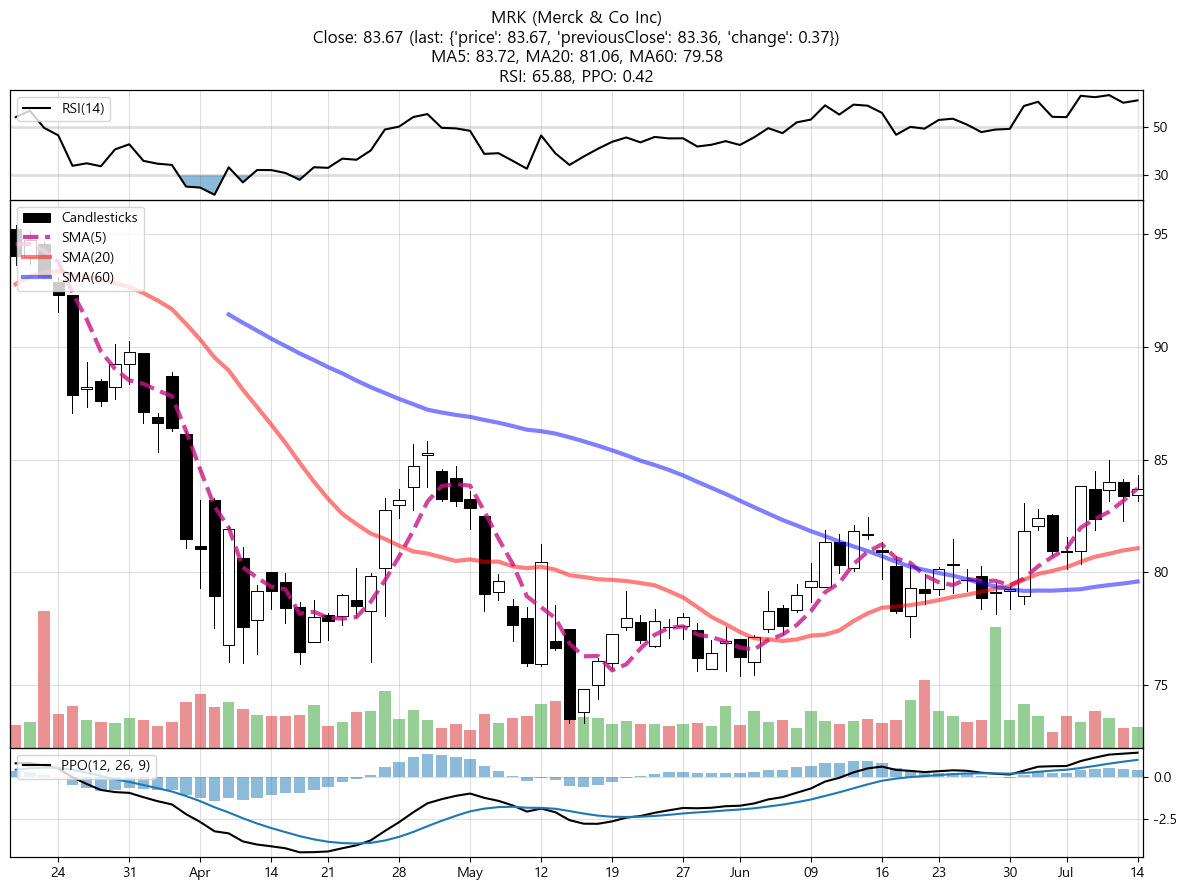 MRK (Merck & Co Inc)
Close: 83.67 (last: {'price': 83.67, 'previousClose': 83.36, 'change': 0.37})
MA5: 83.72, MA20: 81.06, MA60: 79.58
RSI: 65.88, PPO: 0.42
RSI(14)
50
30
Candlesticks
SMA(5)
SMA(20)
SMA(60)
95
90
85
80
75
PPO(12, 26, 9)
0.0
-2.5
24 31 Apr 14 21 28 May 12 19 27 Jun 09 16 23 30 Jul 14